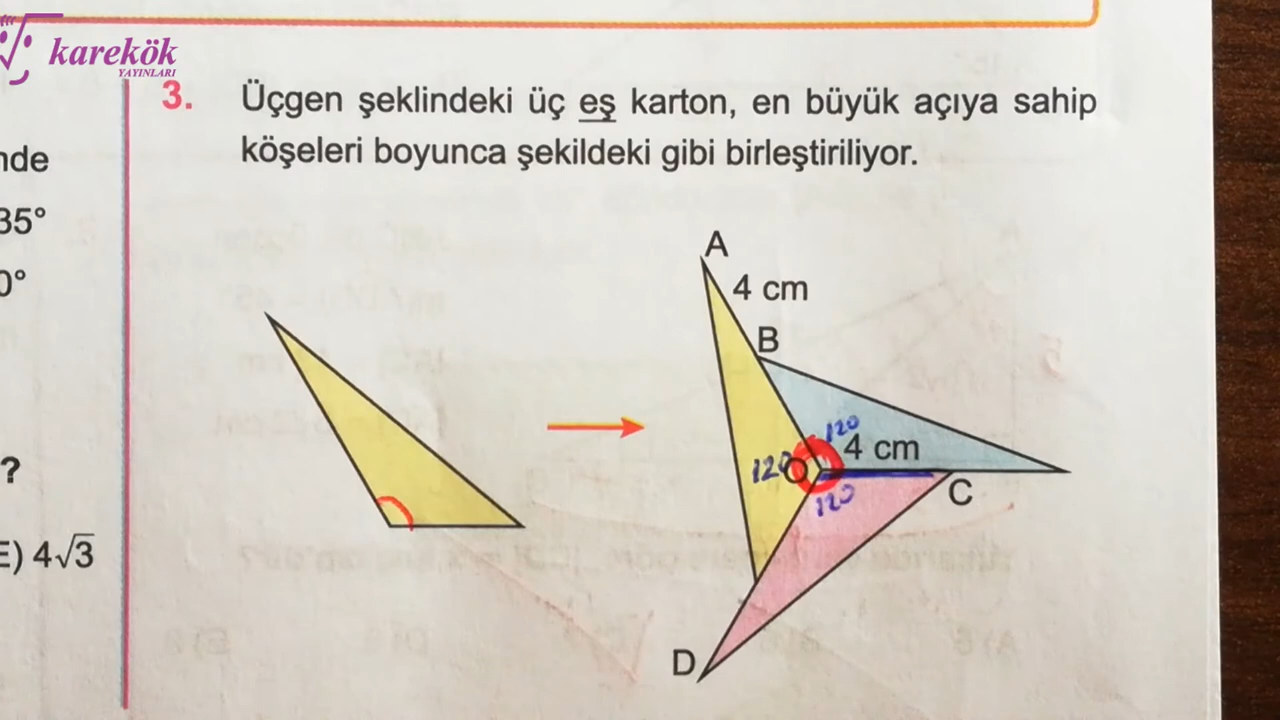 karekök
YAYINLARI
3. Üçgen şeklindeki üç eş karton, en büyük açıya sahip
köşeleri boyunca şekildeki gibi birleştiriliyor.
nde
35°
0°
?
E) 4√3
A
4 cm
B
120
4 cm
120
O
120
C
D